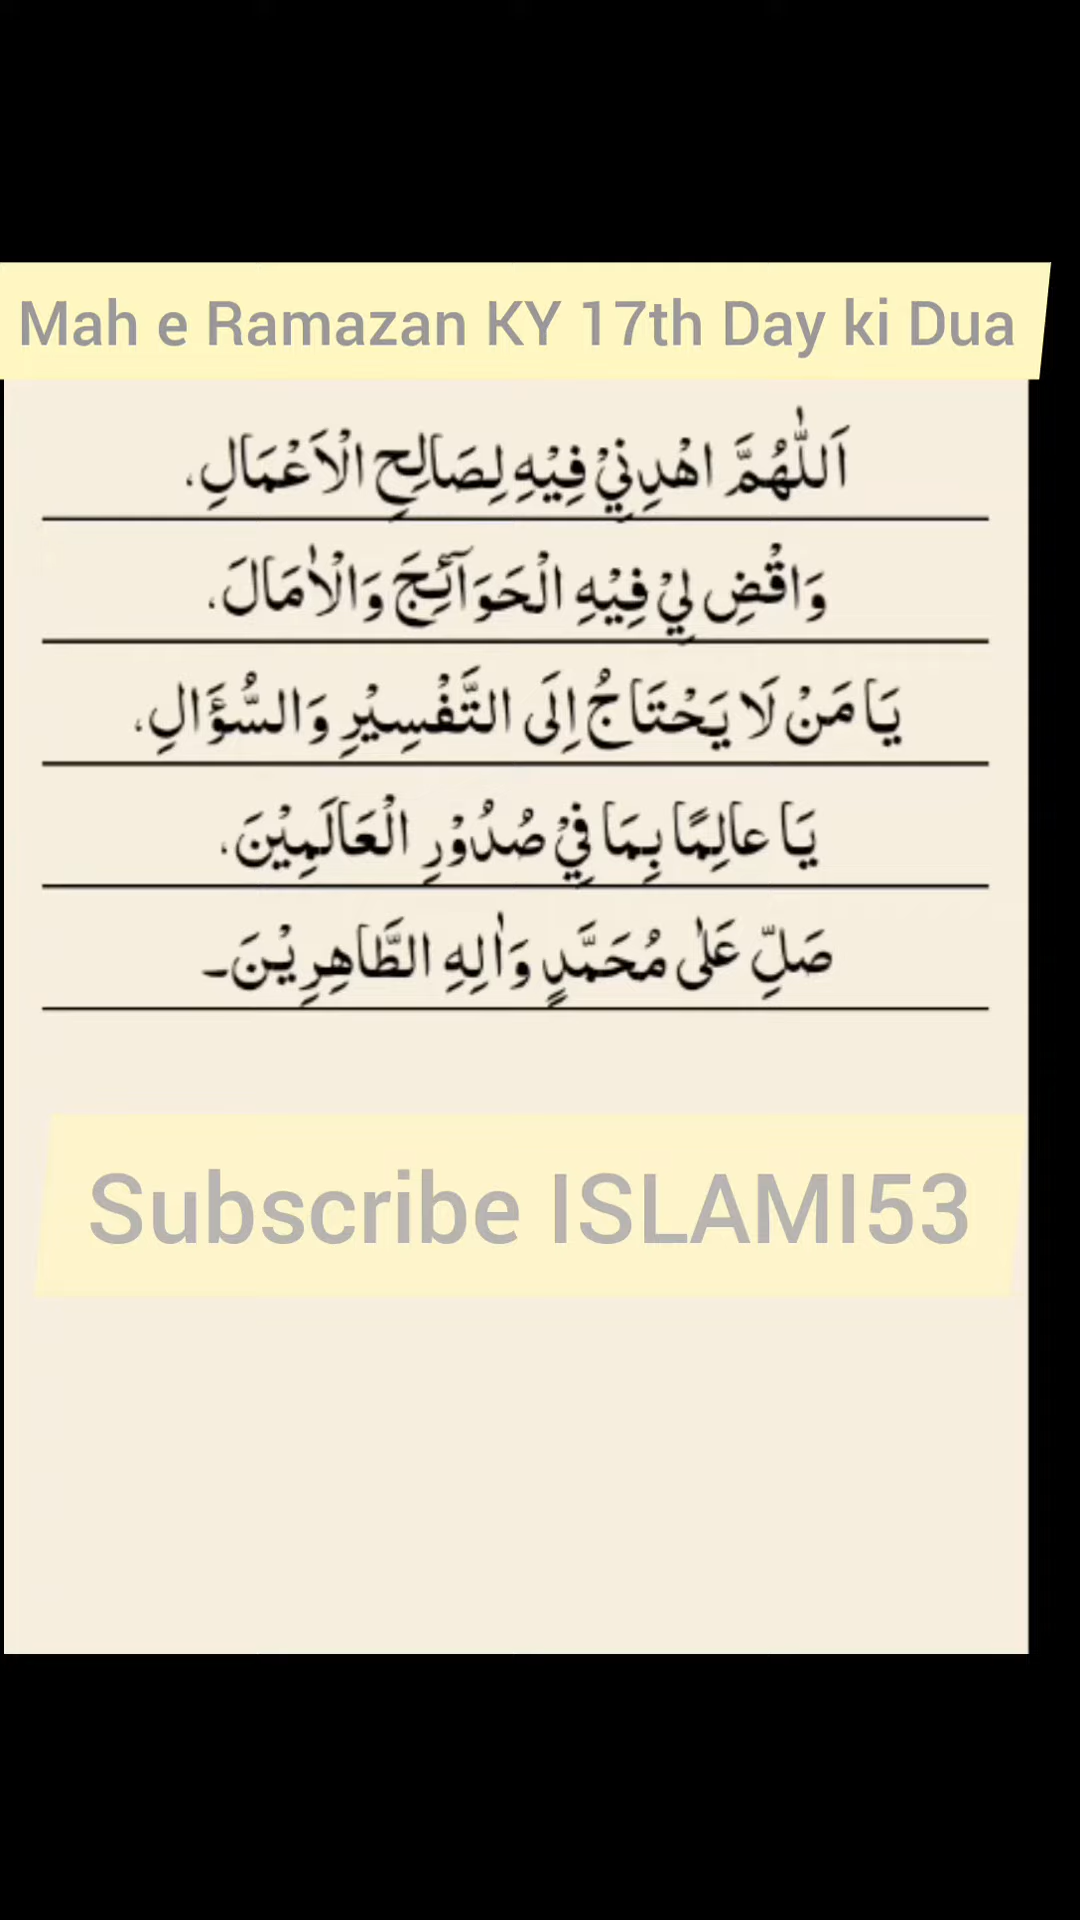 Mah e Ramazan KY 17th Day ki Dua
اَللّٰهُمَّ اهْدِنِيْ فِيْهِ لِصَالِحِ الْاَعْمَالِ،
وَاقْضِ لِيْ فِيْهِ الْحَوَآئِجَ وَالْاٰمَالَ،
يَا مَنْ لَا يَحْتَاجُ اِلَى التَّفْسِيْرِ وَالسُّؤَالِ،
يَا عالِمًا بِمَا فِيْ صُدُوْرِ الْعَالَمِيْنَ،
صَلِّ عَلٰى مُحَمَّدٍ وَاٰلِهِ الطَّاهِرِيْنَ۔
Subscribe ISLAMI53